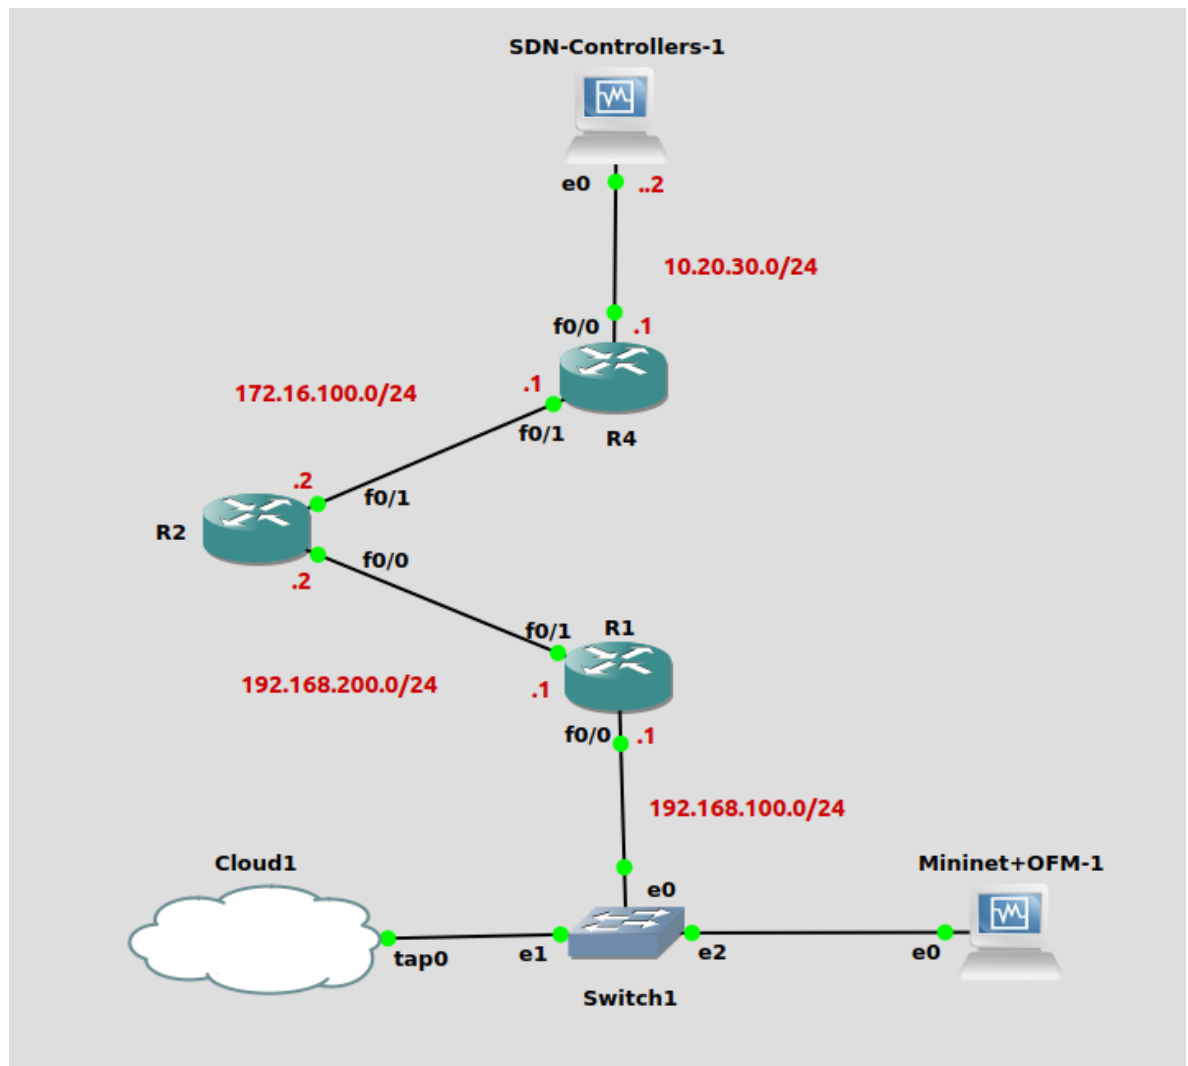 SDN-Controllers-1
e0
..2
10.20.30.0/24
f0/0
.1
172.16.100.0/24
.1
f0/1
R4
.2
f0/1
R2
f0/0
.2
f0/1
R1
192.168.200.0/24
.1
f0/0
.1
192.168.100.0/24
Cloud1
Mininet+OFM-1
e0
tap0
e1
e2
e0
Switch1